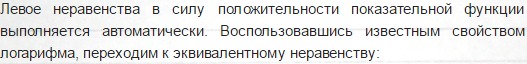 Левое неравенства в силу положительности показательной функции
выполняется автоматически. Воспользовавшись известным свойством
логарифма, переходим к эквивалентному неравенству: